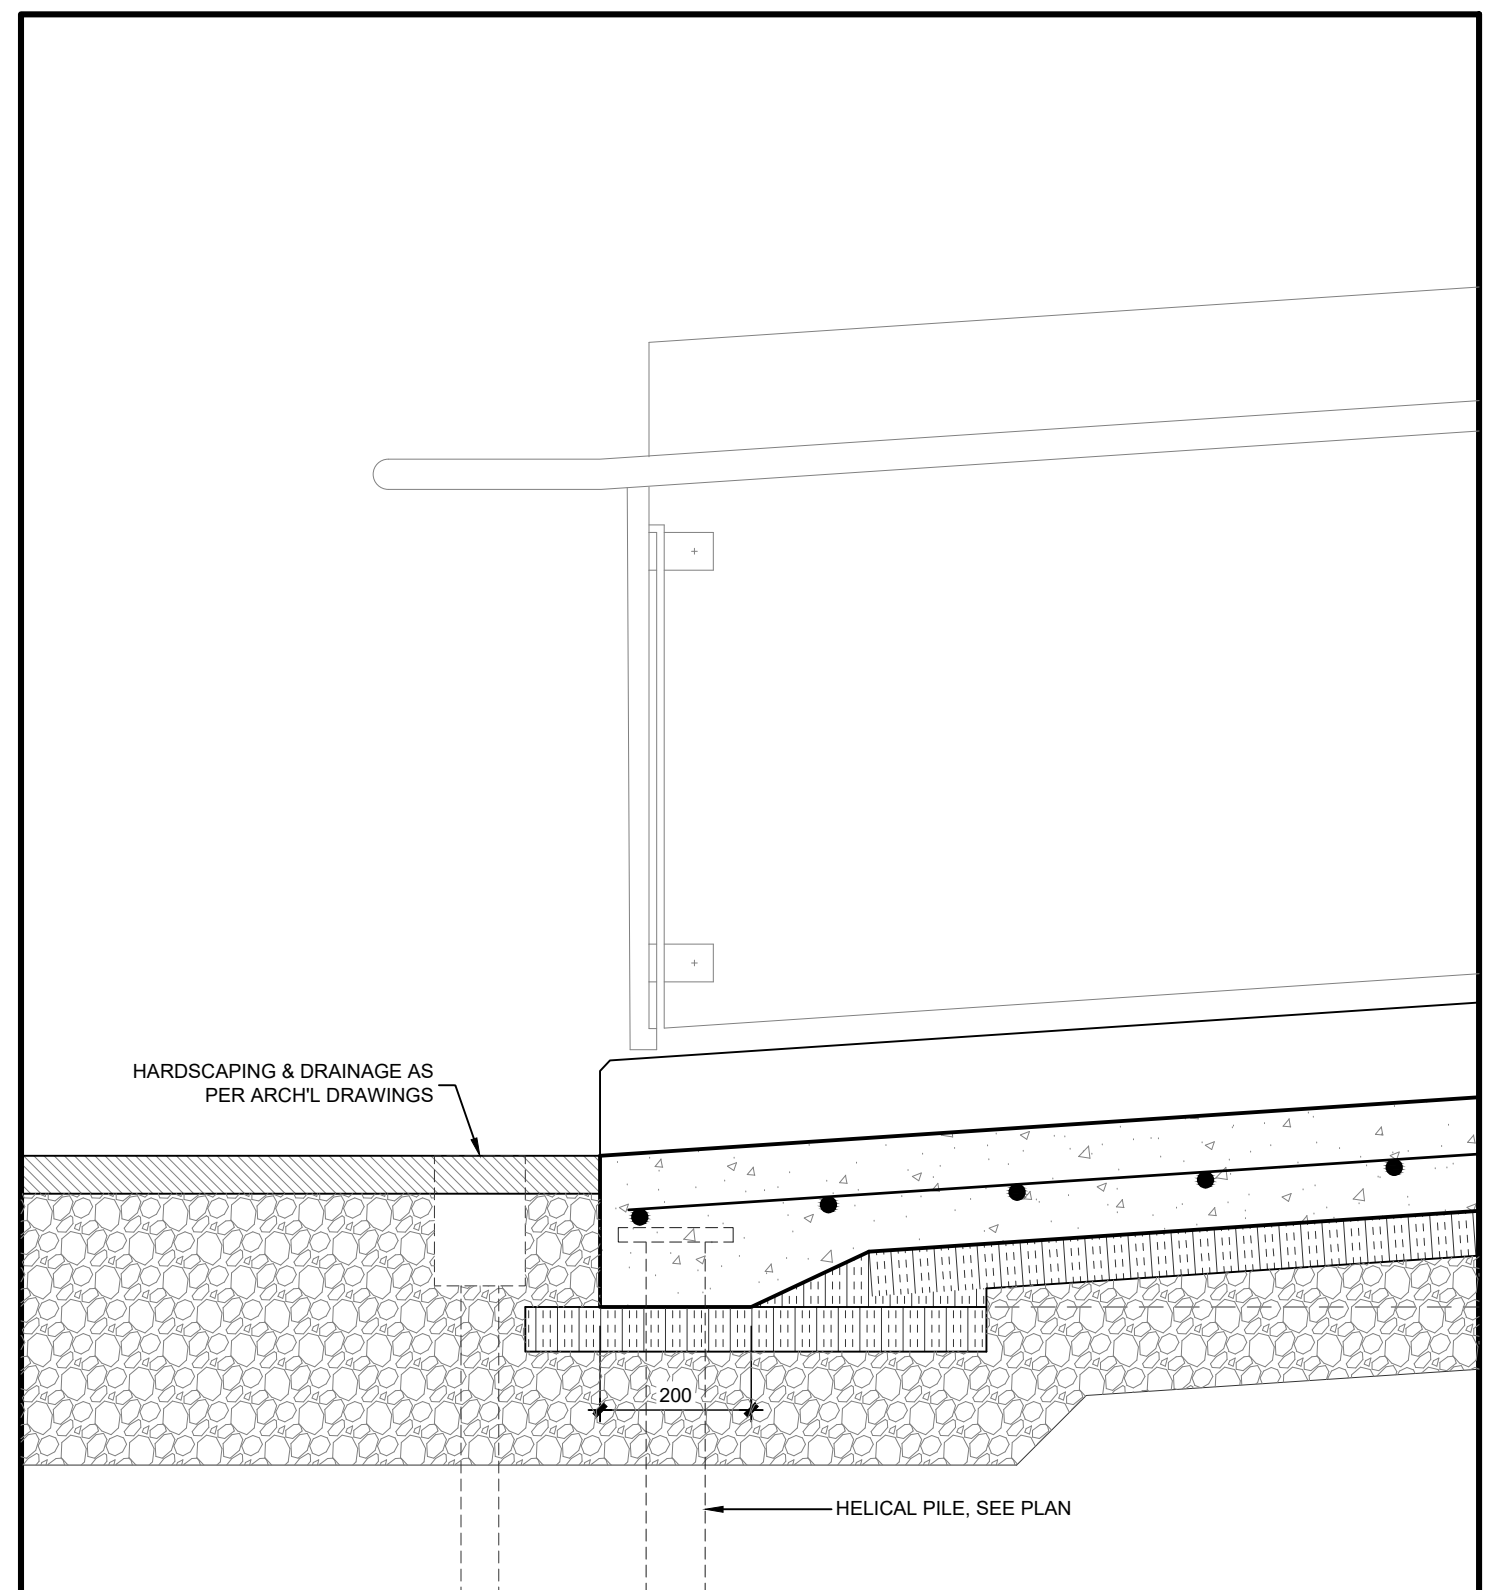 HARDSCAPING & DRAINAGE AS
PER ARCH'L DRAWINGS
200
HELICAL PILE, SEE PLAN